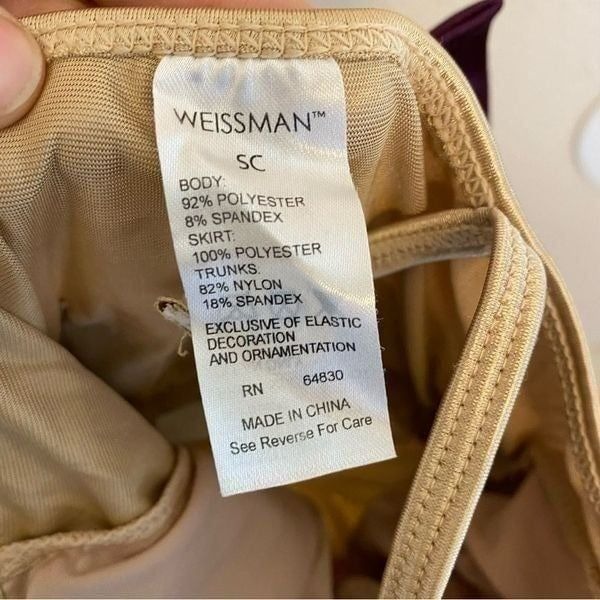 WEISSMAN™
SC
BODY:
92% POLYESTER
8% SPANDEX
SKIRT:
100% POLYESTER
TRUNKS:
82% NYLON
18% SPANDEX
EXCLUSIVE OF ELASTIC
DECORATION
AND ORNAMENTATION
RN 64830
MADE IN CHINA
See Reverse For Care